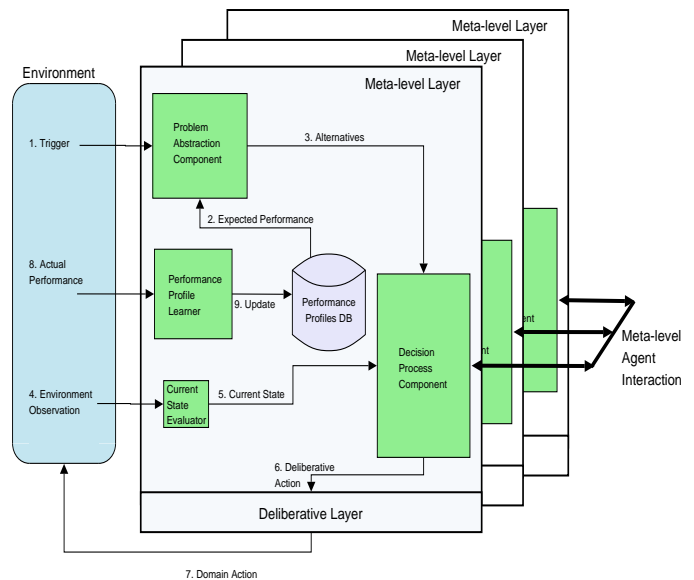 Meta-level Layer
Meta-level Layer
Meta-level Layer
Environment
1. Trigger
Problem
Abstraction
Component
3. Alternatives
2. Expected Performance
8. Actual
Performance
Performance
Profile
Learner
9. Update
Performance
Profiles DB
Decision
Process
Component
ent
ent
Meta-level
Agent
Interaction
4. Environment
Observation
Current
State
Evaluator
5. Current State
6. Deliberative
Action
Deliberative Layer
7. Domain Action